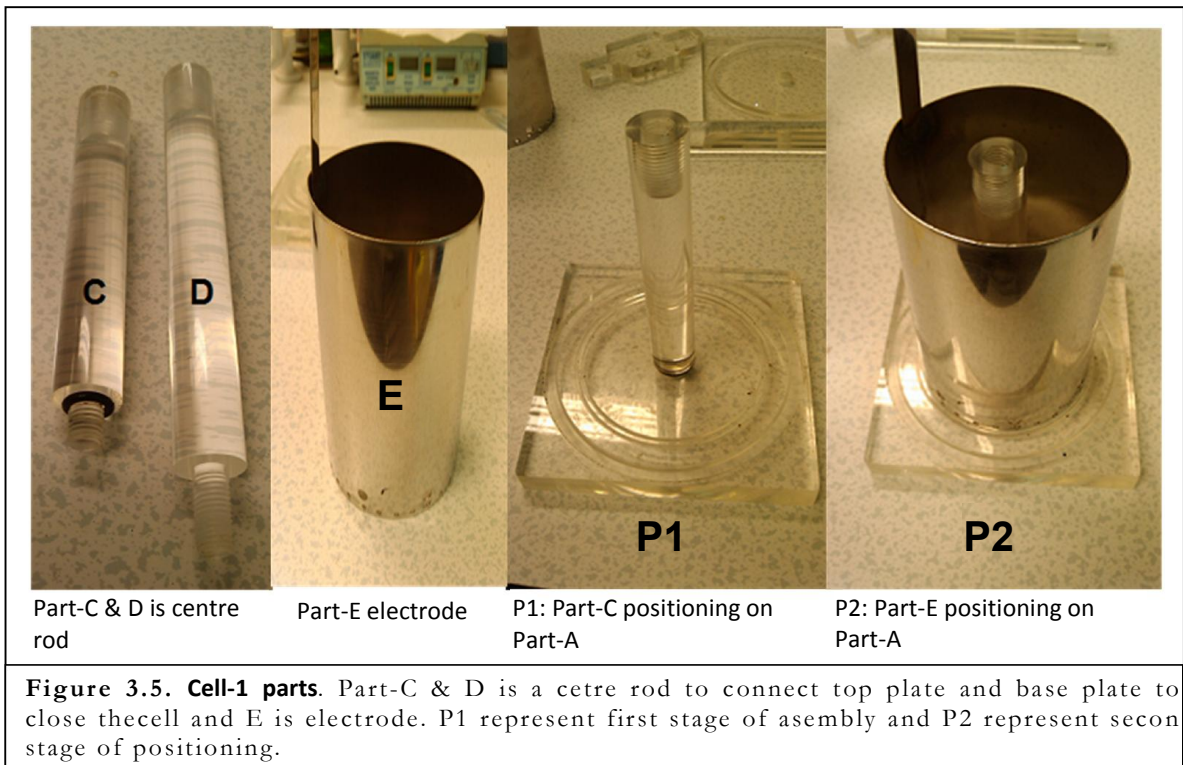 C
D
E
P1
P2
Part-C & D is centre
rod
Part-E electrode
P1: Part-C positioning on
Part-A
P2: Part-E positioning on
Part-A
Figure 3.5. Cell-1 parts. Part-C & D is a cetre rod to connect top plate and base plate to
close thecell and E is electrode. P1 represent first stage of asembly and P2 represent secon
stage of positioning.